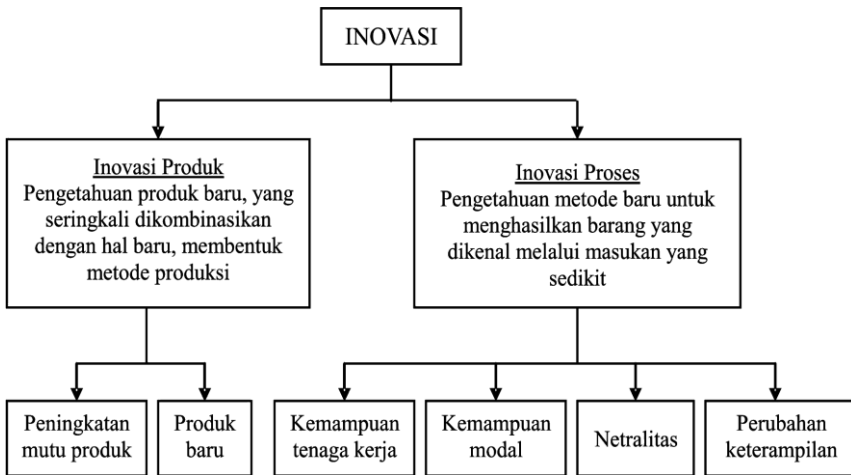 INOVASI
Inovasi Produk
Pengetahuan produk baru, yang
seringkali dikombinasikan
dengan hal baru, membentuk
metode produksi
Inovasi Proses
Pengetahuan metode baru untuk
menghasilkan barang yang
dikenal melalui masukan yang
sedikit
Peningkatan
mutu produk
Produk
baru
Kemampuan
tenaga kerja
Kemampuan
modal
Netralitas
Perubahan
keterampilan